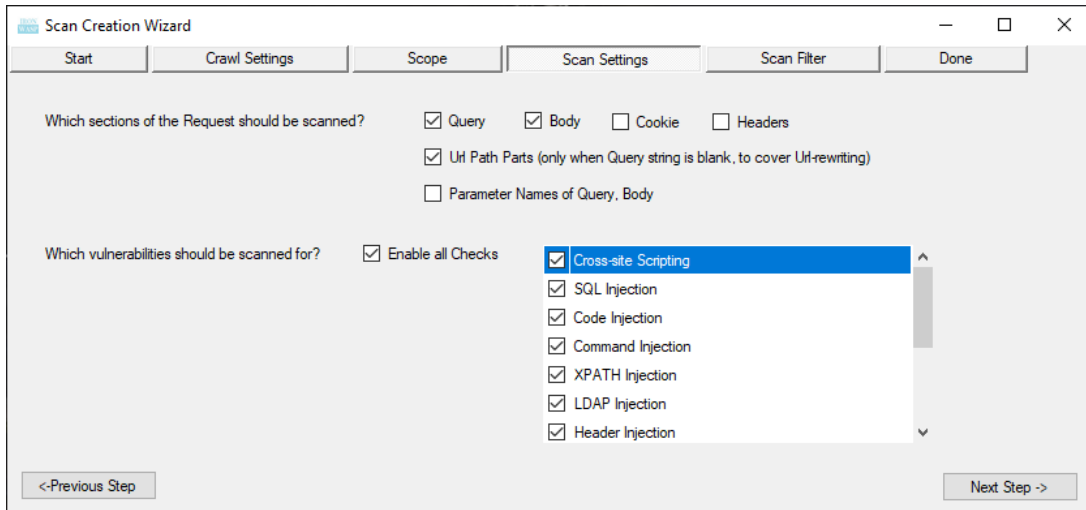 Scan Creation Wizard
Start Crawl Settings Scope Scan Settings Scan Filter Done
Which sections of the Request should be scanned? Query Body Cookie Headers
Url Path Parts (only when Query string is blank, to cover Url-rewriting)
Parameter Names of Query, Body
Which vulnerabilities should be scanned for? Enable all Checks
Cross-site Scripting
SQL Injection
Code Injection
Command Injection
XPATH Injection
LDAP Injection
Header Injection
<-Previous Step Next Step ->